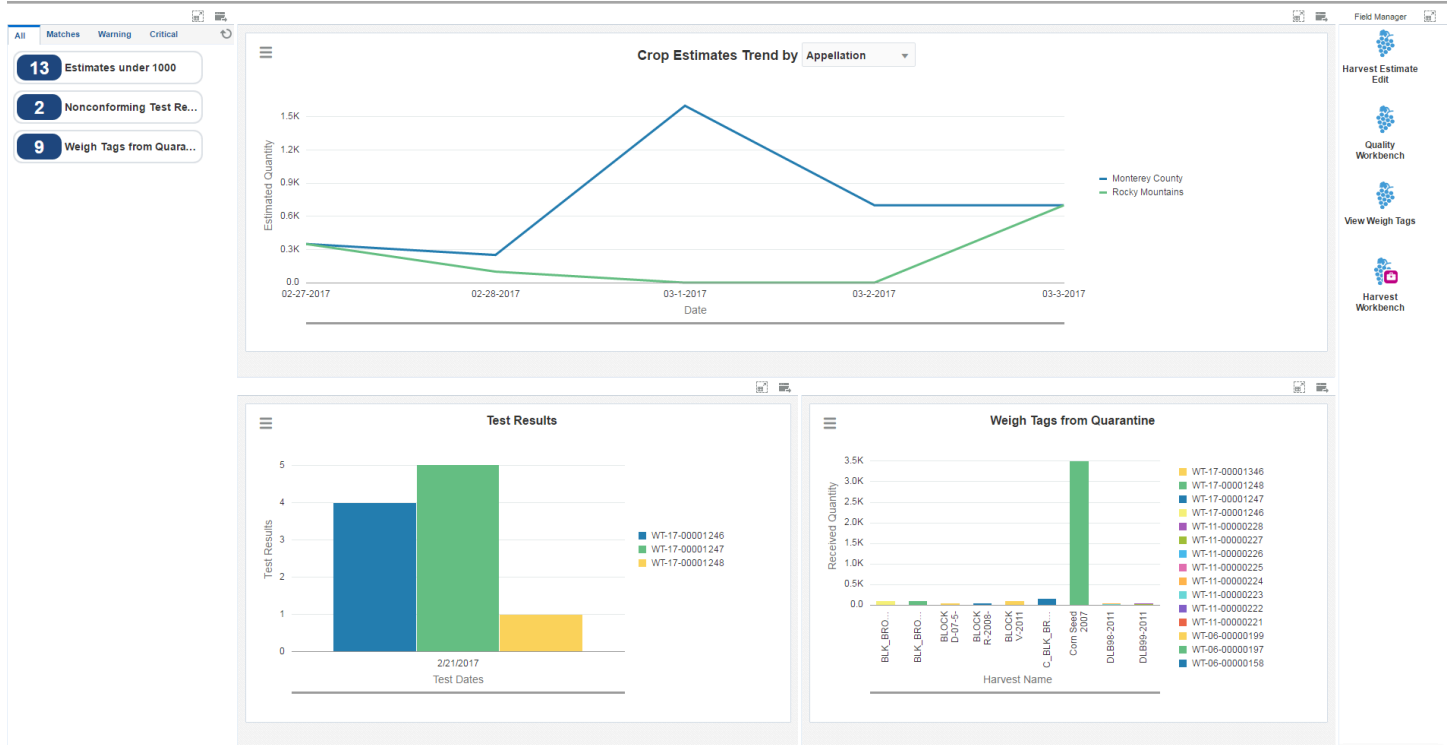 All
Matches
Warning
Critical
13 Estimates under 1000
2 Nonconforming Test Re...
9 Weigh Tags from Quara...
Crop Estimates Trend by Appellation
Estimated Quantity
1.5K
1.2K
0.9K
0.6K
0.3K
0.0
02-27-2017
02-28-2017
03-1-2017
03-2-2017
03-3-2017
Date
Monterey County
Rocky Mountains
Field Manager
Harvest Estimate
Edit
Quality
Workbench
View Weigh Tags
Harvest
Workbench
Test Results
Test Results
5
4
3
2
1
0
2/21/2017
Test Dates
WT-17-00001246
WT-17-00001247
WT-17-00001248
Weigh Tags from Quarantine
Received Quantity
3.5K
3.0K
2.5K
2.0K
1.5K
1.0K
0.5K
0.0
BLK_BRO...
BLK_BRO...
BLOCK
D-07-5-
BLOCK
R-2008-
BLOCK
V-2011
C_BLK_BR...
Corn Seed
2007
DLB98-2011
DLB99-2011
Harvest Name
WT-17-00001346
WT-17-00001248
WT-17-00001247
WT-17-00001246
WT-11-00000228
WT-11-00000227
WT-11-00000226
WT-11-00000225
WT-11-00000224
WT-11-00000223
WT-11-00000222
WT-11-00000221
WT-06-00000199
WT-06-00000197
WT-06-00000158